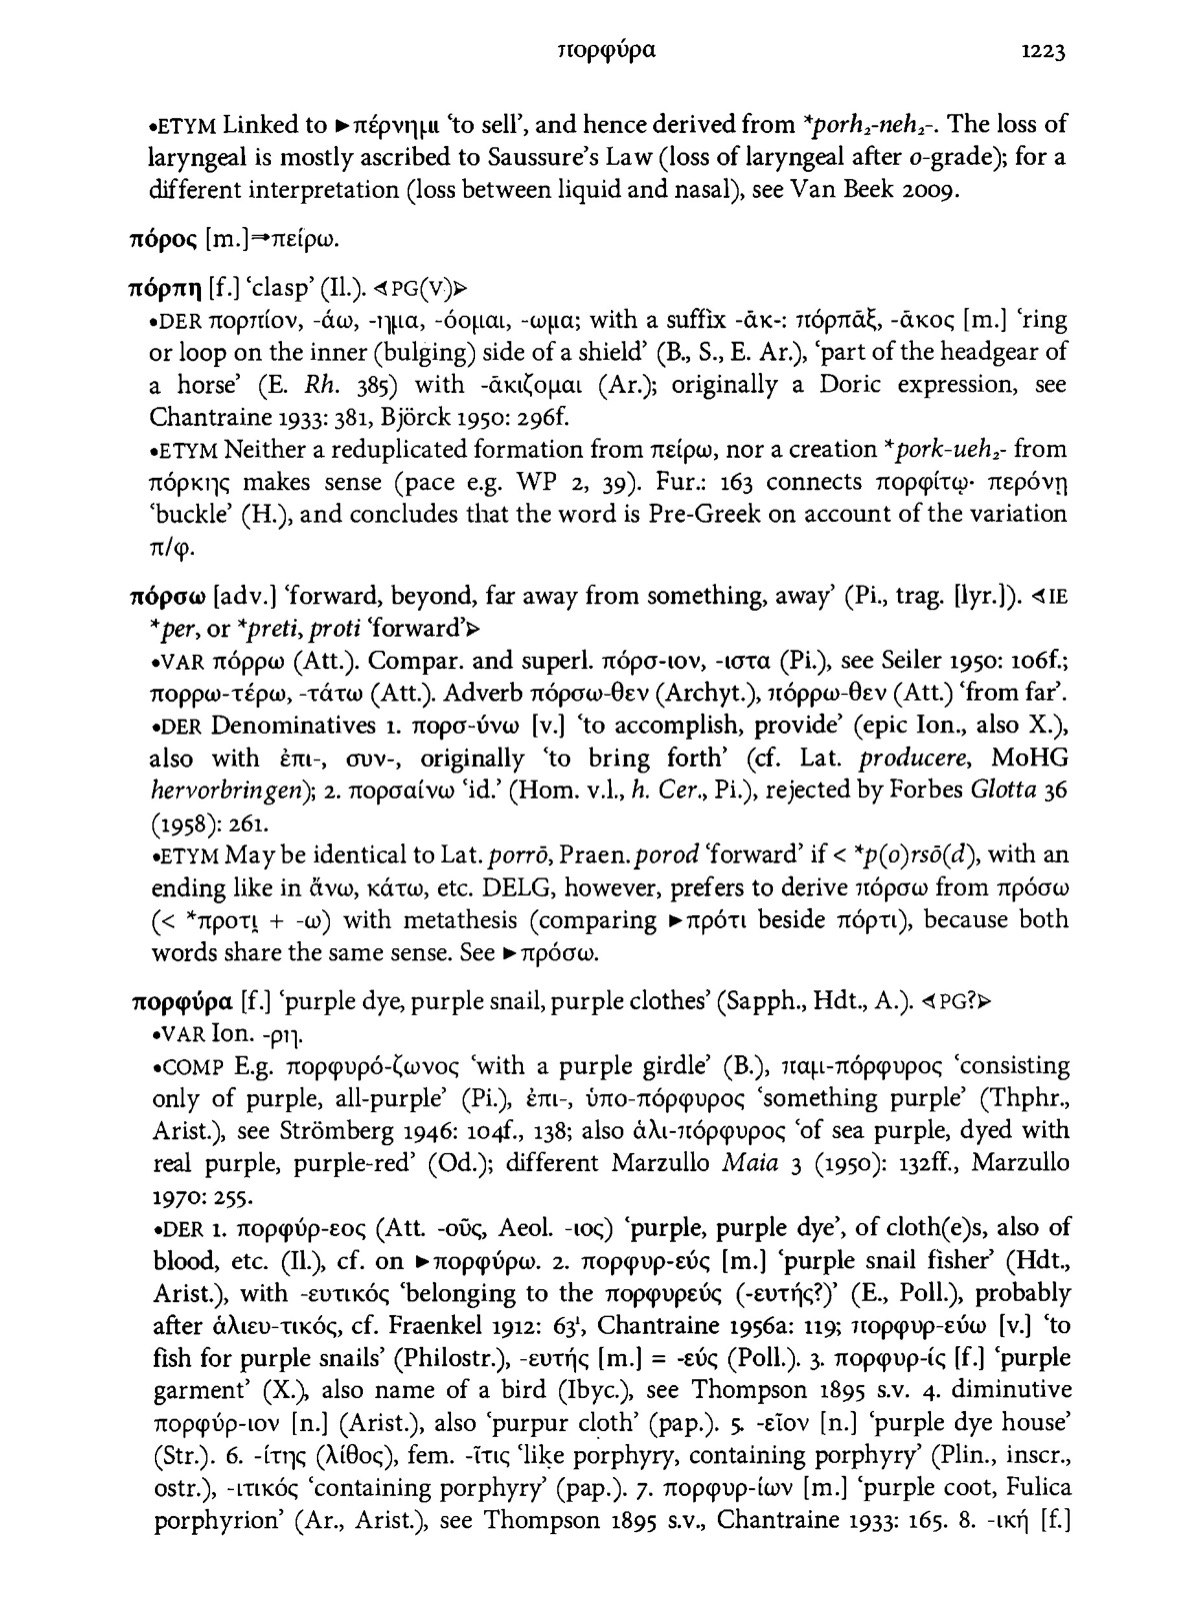 πορφύρα 1223
•ETYM Linked to ►πέρνημι ‘to sell’, and hence derived from *porh₂-neh₂-. The loss of
laryngeal is mostly ascribed to Saussure’s Law (loss of laryngeal after o-grade); for a
different interpretation (loss between liquid and nasal), see Van Beek 2009.
πόρος [m.]⇒πείρω.
πόρπη [f.] ‘clasp’ (Il.). ⊲PG(V)⊳
•DER πορπίον, -άω, -ημα, -όομαι, -ωμα; with a suffix -ᾱκ-: πόρπᾱξ, -ᾱκος [m.] ‘ring
or loop on the inner (bulging) side of a shield’ (B., S., E. Ar.), ‘part of the headgear of
a horse’ (E. Rh. 385) with -ᾱκιζομαι (Ar.); originally a Doric expression, see
Chantraine 1933: 381, Björck 1950: 296f.
•ETYM Neither a reduplicated formation from πείρω, nor a creation *pork-ueh₂- from
πόρκης makes sense (pace e.g. WP 2, 39). Fur.: 163 connects πορφίτῳ· περόνῃ
‘buckle’ (H.), and concludes that the word is Pre-Greek on account of the variation
π/φ.
πόρσω [adv.] ‘forward, beyond, far away from something, away’ (Pi., trag. [lyr.]). ⊲IE
*per, or *preti, proti ‘forward’⊳
•VAR πόρρω (Att.). Compar. and superl. πόρσ-ιον, -ιστα (Pi.), see Seiler 1950: 106f.;
πορρω-τέρω, -τάτω (Att.). Adverb πόρσω-θεν (Archyt.), πόρρω-θεν (Att.) ‘from far’.
•DER Denominatives 1. πορσ-ύνω [v.] ‘to accomplish, provide’ (epic Ion., also X.),
also with ἐπι-, συν-, originally ‘to bring forth’ (cf. Lat. producere, MoHG
hervorbringen); 2. πορσαίνω ‘id.’ (Hom. v.l., h. Cer., Pi.), rejected by Forbes Glotta 36
(1958): 261.
•ETYM May be identical to Lat. porrō, Praen. porod ‘forward’ if < *p(o)rsō(d), with an
ending like in ἄνω, κάτω, etc. DELG, however, prefers to derive πόρσω from πρόσω
(< *προτι̯ + -ω) with metathesis (comparing ►πρότι beside πόρτι), because both
words share the same sense. See ►πρόσω.
πορφύρα [f.] ‘purple dye, purple snail, purple clothes’ (Sapph., Hdt., A.). ⊲PG?⊳
•VAR Ion. -ρη.
•COMP E.g. πορφυρό-ζωνος ‘with a purple girdle’ (B.), παμ-πόρφυρος ‘consisting
only of purple, all-purple’ (Pi.), ἐπι-, ὑπο-πόρφυρος ‘something purple’ (Thphr.,
Arist.), see Strömberg 1946: 104f., 138; also ἁλι-πόρφυρος ‘of sea purple, dyed with
real purple, purple-red’ (Od.); different Marzullo Maia 3 (1950): 132ff., Marzullo
1970: 255.
•DER 1. πορφύρ-εος (Att. -οῦς, Aeol. -ιος) ‘purple, purple dye’, of cloth(e)s, also of
blood, etc. (Il.), cf. on ►πορφύρω. 2. πορφυρ-εύς [m.] ‘purple snail fisher’ (Hdt.,
Arist.), with -ευτικός ‘belonging to the πορφυρεύς (-ευτής?)’ (E., Poll.), probably
after ἁλιευ-τικός, cf. Fraenkel 1912: 63¹, Chantraine 1956a: 119; πορφυρ-εύω [v.] ‘to
fish for purple snails’ (Philostr.), -ευτής [m.] = -εύς (Poll.). 3. πορφυρ-ίς [f.] ‘purple
garment’ (X.), also name of a bird (Ibyc.), see Thompson 1895 s.v. 4. diminutive
πορφύρ-ιον [n.] (Arist.), also ‘purpur cloth’ (pap.). 5. -εῖον [n.] ‘purple dye house’
(Str.). 6. -ίτης (λίθος), fem. -ῖτις ‘like porphyry, containing porphyry’ (Plin., inscr.,
ostr.), -ιτικός ‘containing porphyry’ (pap.). 7. πορφυρ-ίων [m.] ‘purple coot, Fulica
porphyrion’ (Ar., Arist.), see Thompson 1895 s.v., Chantraine 1933: 165. 8. -ική [f.]